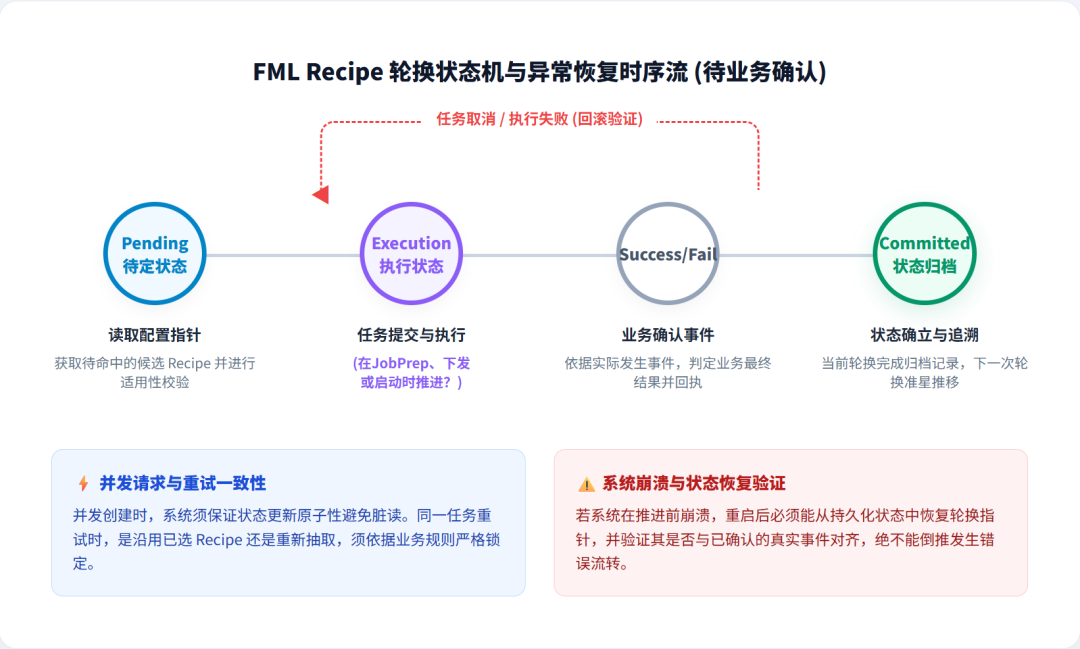 FML Recipe 轮换状态机与异常恢复时序流 (待业务确认)
任务取消 / 执行失败 (回滚验证)
Pending
待定状态
Execution
执行状态
Success/Fail
Committed
状态归档
读取配置指针
获取待命中的候选 Recipe 并进行
适用性校验
任务提交与执行
(在JobPrep、下发
或启动时推进？)
业务确认事件
依据实际发生事件，判定业务最终
结果并回执
状态确立与追溯
当前轮换完成归档记录，下一次轮
换准星推移
并发请求与重试一致性
并发创建时，系统须保证状态更新原子性避免脏读。同一任务重
试时，是沿用已选 Recipe 还是重新抽取，须依据业务规则严格锁
定。
系统崩溃与状态恢复验证
若系统在推进前崩溃，重启后必须能从持久化状态中恢复轮换指
针，并验证其是否与已确认的真实事件对齐，绝不能倒推发生错
误流转。